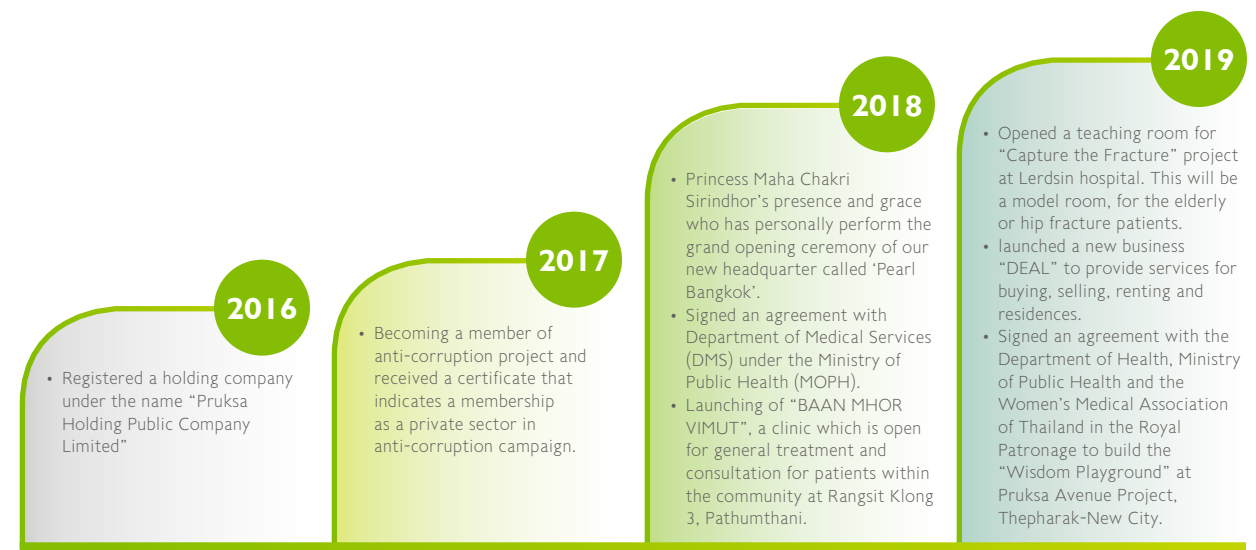 2016
• Registered a holding company
under the name “Pruksa
Holding Public Company
Limited”
2017
• Becoming a member of
anti-corruption project and
received a certificate that
indicates a membership
as a private sector in
anti-corruption campaign.
2018
• Princess Maha Chakri
Sirindhor’s presence and grace
who has personally perform the
grand opening ceremony of our
new headquarter called ‘Pearl
Bangkok’.
• Signed an agreement with
Department of Medical Services
(DMS) under the Ministry of
Public Health (MOPH).
• Launching of “BAAN MHOR
VIMUT”, a clinic which is open
for general treatment and
consultation for patients within
the community at Rangsit Klong
3, Pathumthani.
2019
• Opened a teaching room for
“Capture the Fracture” project
at Lerdsin hospital. This will be
a model room, for the elderly
or hip fracture patients.
• launched a new business
“DEAL” to provide services for
buying, selling, renting and
residences.
• Signed an agreement with the
Department of Health, Ministry
of Public Health and the
Women’s Medical Association
of Thailand in the Royal
Patronage to build the
“Wisdom Playground” at
Pruksa Avenue Project,
Thepharak-New City.